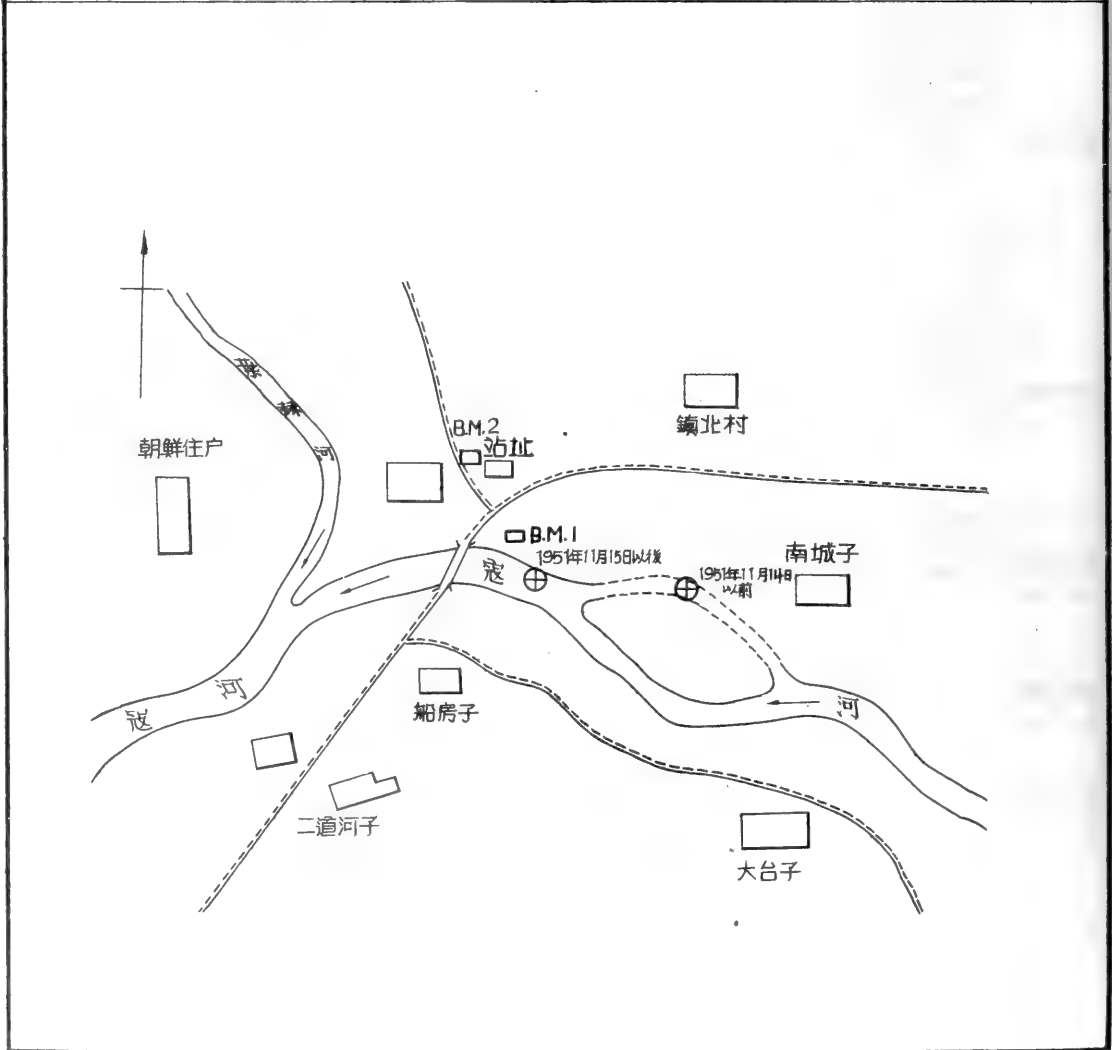 鎮北村
B.M.2
站址
朝鮮住户
河
B.M.1
1951年11月15日以後
南城子
1951年11月14日
以前
寇
河
寇
河
船房子
二道河子
大台子